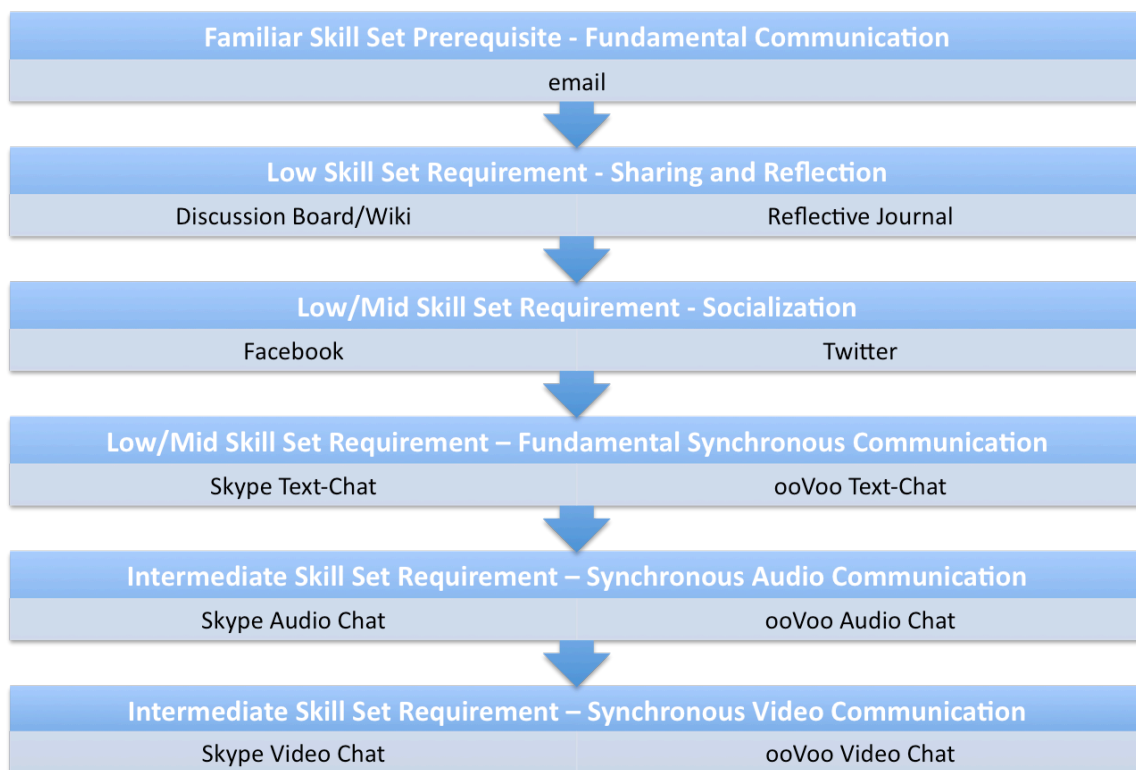 Familiar Skill Set Prerequisite - Fundamental Communication
email
Low Skill Set Requirement - Sharing and Reflection
Discussion Board/Wiki Reflective Journal
Low/Mid Skill Set Requirement - Socialization
Facebook Twitter
Low/Mid Skill Set Requirement – Fundamental Synchronous Communication
Skype Text-Chat ooVoo Text-Chat
Intermediate Skill Set Requirement – Synchronous Audio Communication
Skype Audio Chat ooVoo Audio Chat
Intermediate Skill Set Requirement – Synchronous Video Communication
Skype Video Chat ooVoo Video Chat